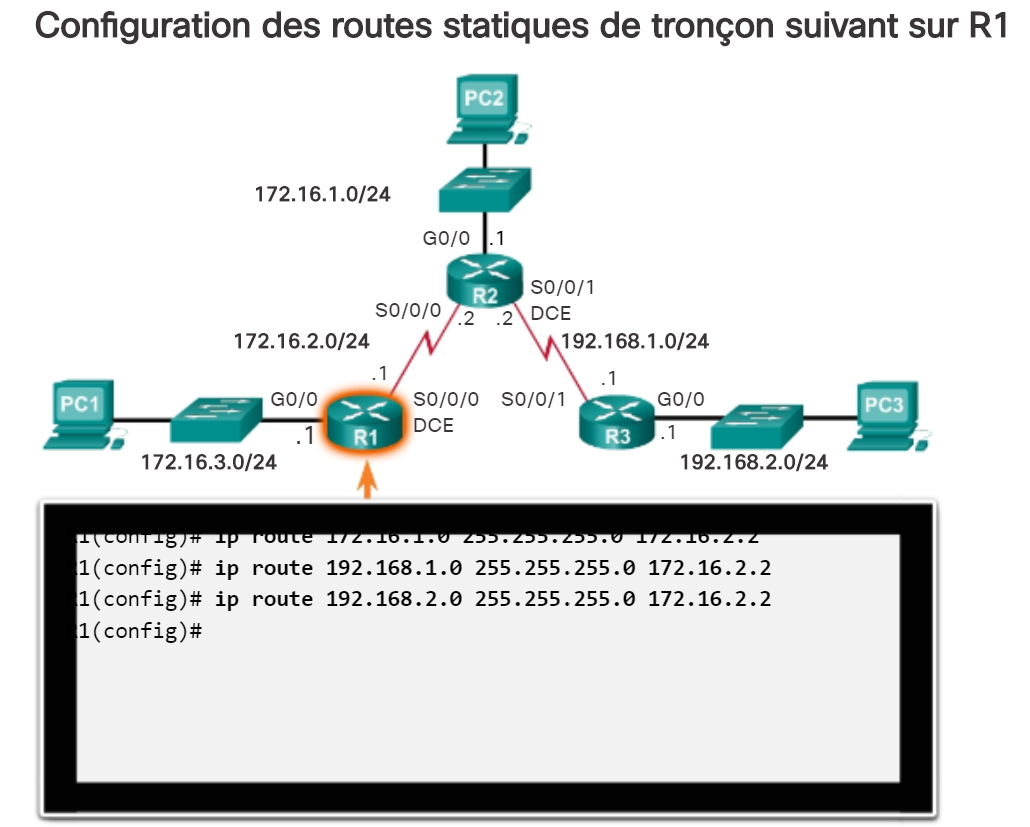 Configuration des routes statiques de tronçon suivant sur R1
PC2
172.16.1.0/24
G0/0 .1
R2
S0/0/1
DCE
S0/0/0
.2 .2
172.16.2.0/24
192.168.1.0/24
.1
.1
PC1
G0/0
S0/0/0
DCE
S0/0/1
G0/0
PC3
.1
R1
R3
.1
172.16.3.0/24
192.168.2.0/24
1(config)# ip route 172.16.1.0 255.255.255.0 172.16.2.2
1(config)# ip route 192.168.1.0 255.255.255.0 172.16.2.2
1(config)# ip route 192.168.2.0 255.255.255.0 172.16.2.2
1(config)#